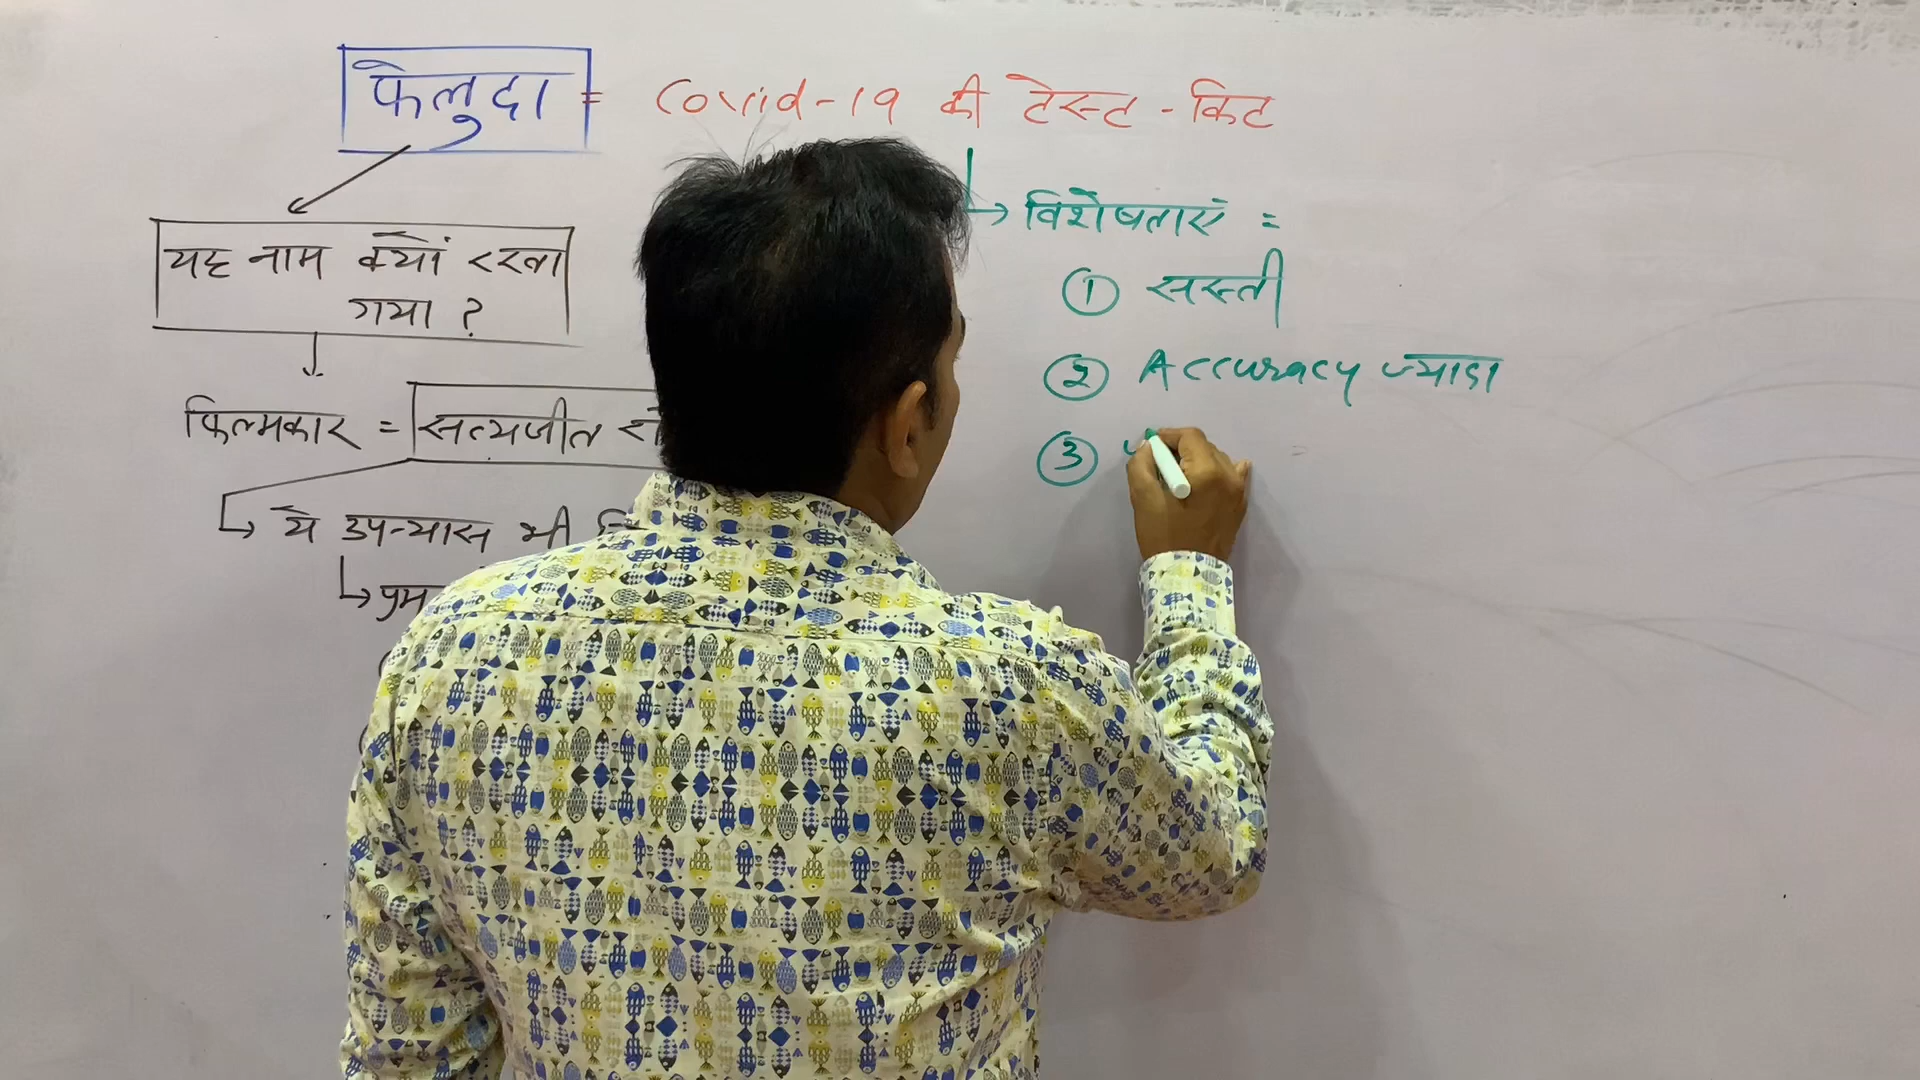 फेलुदा = Covid-19 की टेस्ट-किट
यह नाम क्यों रखा
गया ?
फिल्मकार = सत्यजीत
→ ये उपन्यास भी
→ विशेषताएं =
① सस्ती
② Accuracy ज्यादा
③